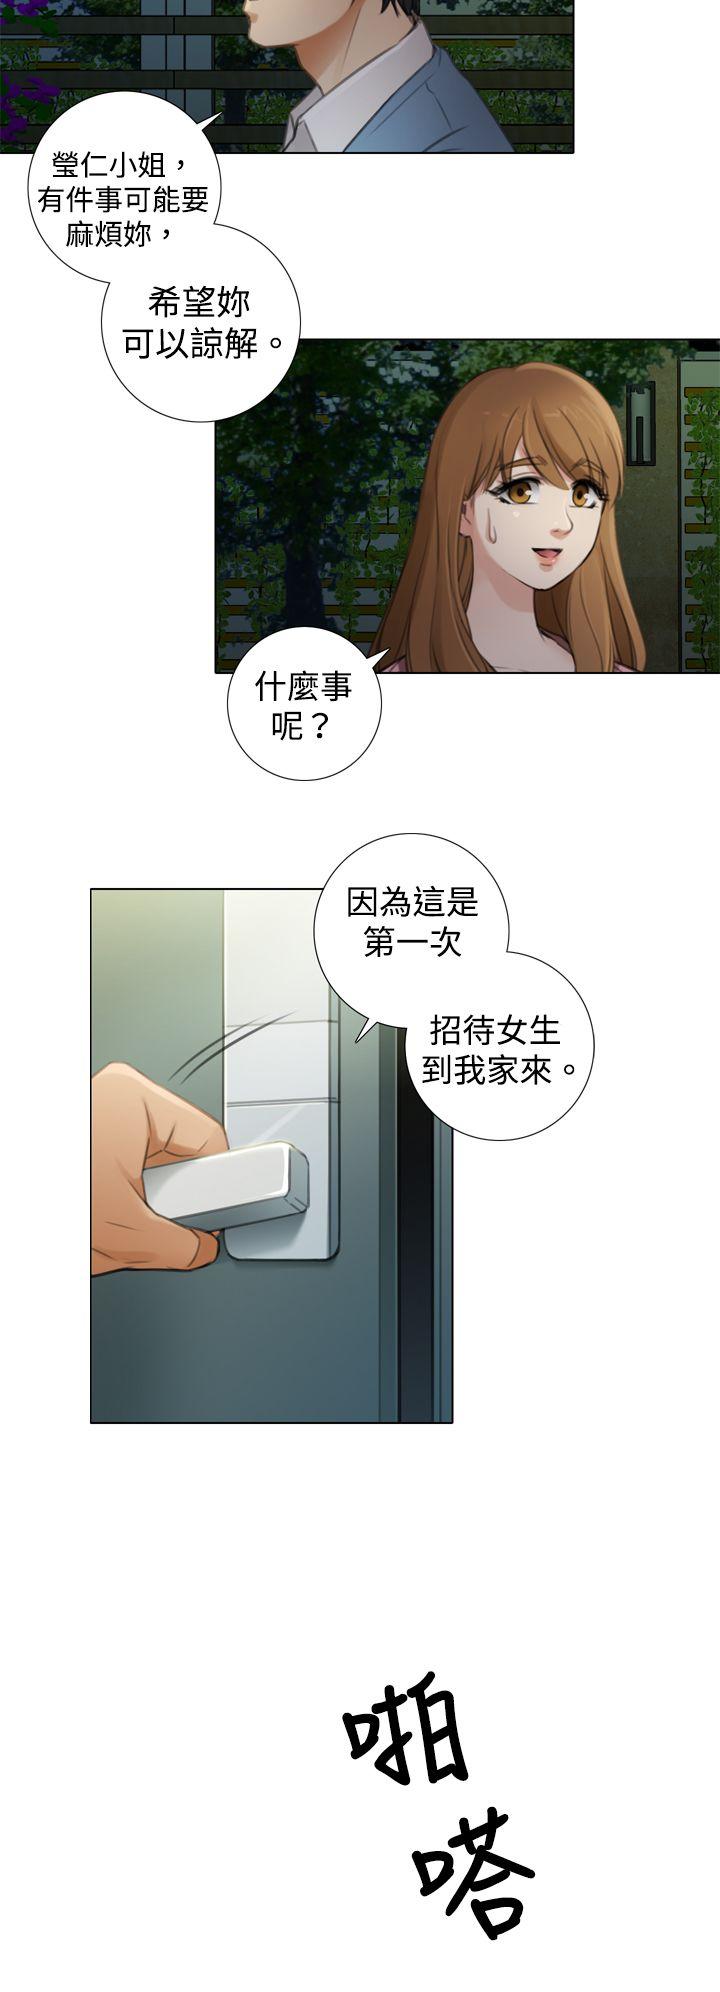 瑩仁小姐，
有件事可能要
麻煩妳，
希望妳
可以諒解。
什麼事
呢？
因為這是
第一次
招待女生
到我家來。
啪
嗒